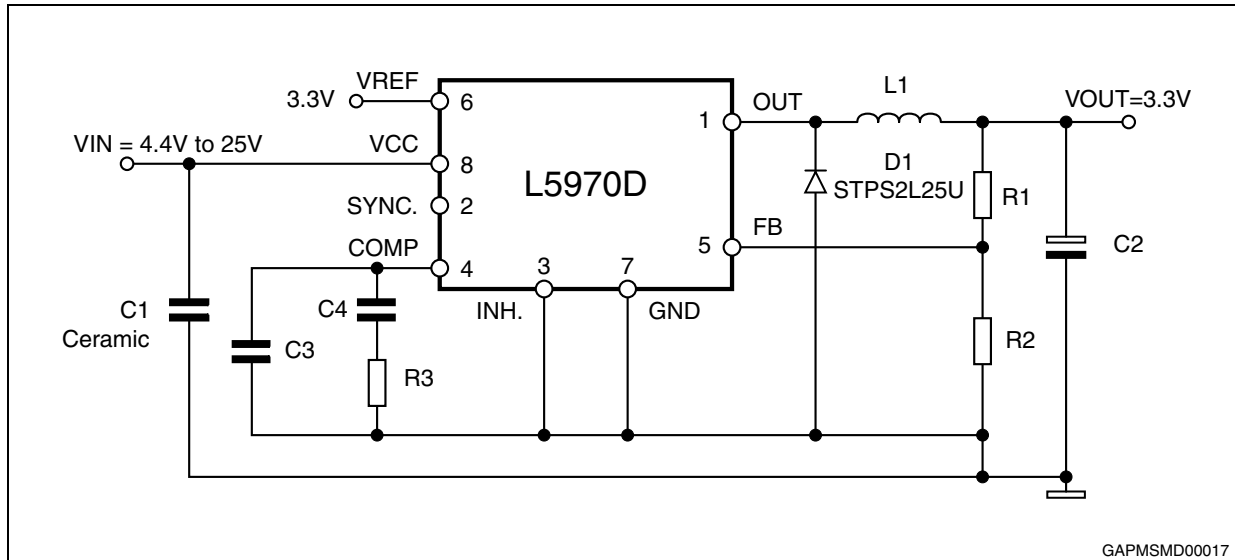 VREF
3.3V
6
OUT
L1
1
VOUT=3.3V
VIN = 4.4V to 25V
VCC
8
L5970D
D1
STPS2L25U
R1
SYNC.
2
FB
5
C2
COMP
4
3
7
C1
Ceramic
C4
INH.
GND
C3
R2
R3
GAPMSMD00017